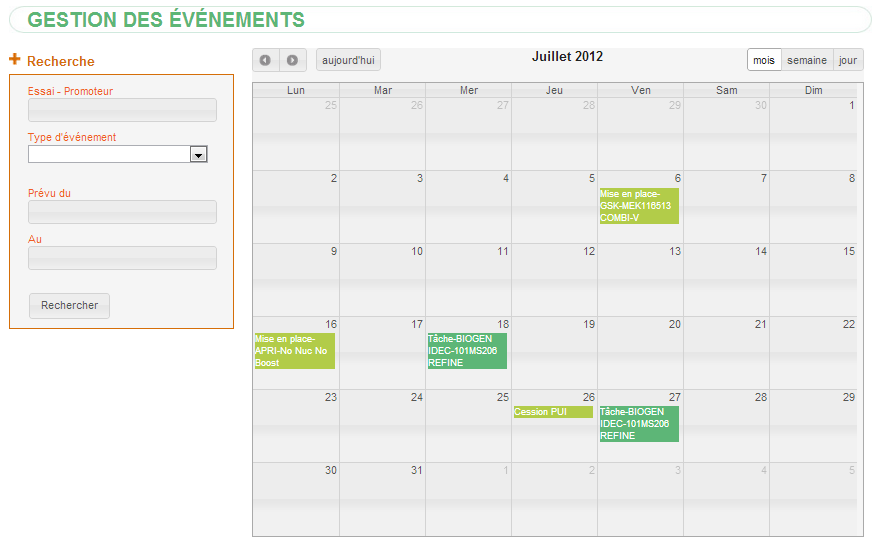 GESTION DES ÉVÉNEMENTS
Recherche
Essai - Promoteur
Type d'événement
Prévu du
Au
Rechercher
aujourd'hui
Juillet 2012
mois semaine jour
Lun Mar Mer Jeu Ven Sam Dim
25 26 27 28 29 30 1
2 3 4 5 6 7 8
Mise en place-
GSK-MEK116513
COMBI-V
9 10 11 12 13 14 15
16 17 18 19 20 21 22
Mise en place-
APRI-No Nuc No
Boost
Tâche-BIOGEN
IDEC-101MS206
REFINE
23 24 25 26 27 28 29
Cession PUI
Tâche-BIOGEN
IDEC-101MS206
REFINE
30 31 1 2 3 4 5